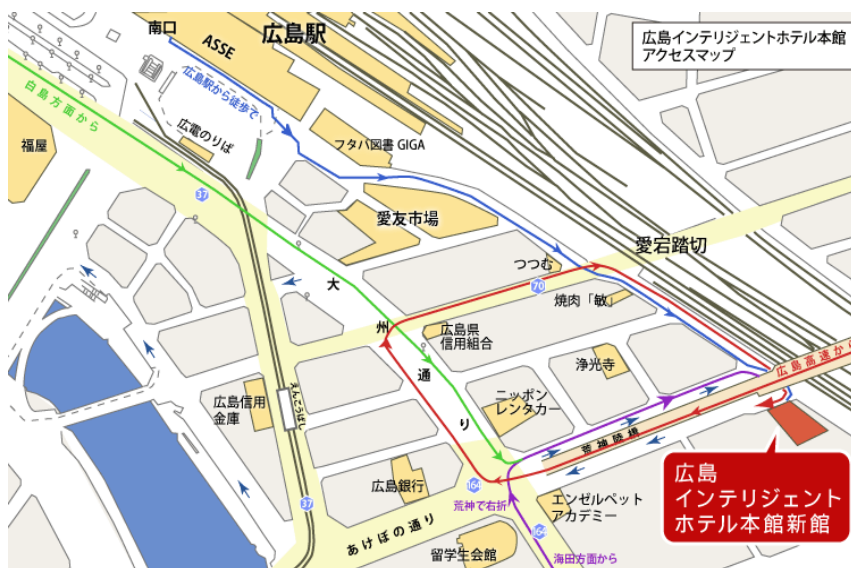 南口
ASSE
広島駅
広島インテリジェントホテル本館
アクセスマップ
白島方面から
広島駅から徒歩で
福屋
広電のりば
フタバ図書 GIGA
37
愛友市場
愛宕踏切
つつむ
70
焼肉「敏」
大州通り
広島県
信用組合
浄光寺
広島高速から
えんこうばし
広島信用
金庫
ニッポン
レンタカー
荒神陸橋
広島
インテリジェント
ホテル本館新館
広島銀行
164
荒神で右折
エンゼルペット
アカデミー
37
あけぼの通り
164
留学生会館
海田方面から